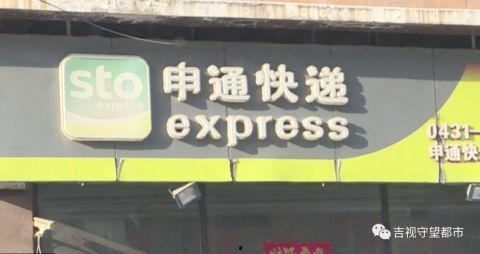 sto
express
申通快递
express
0431-
申通快
吉视守望都市